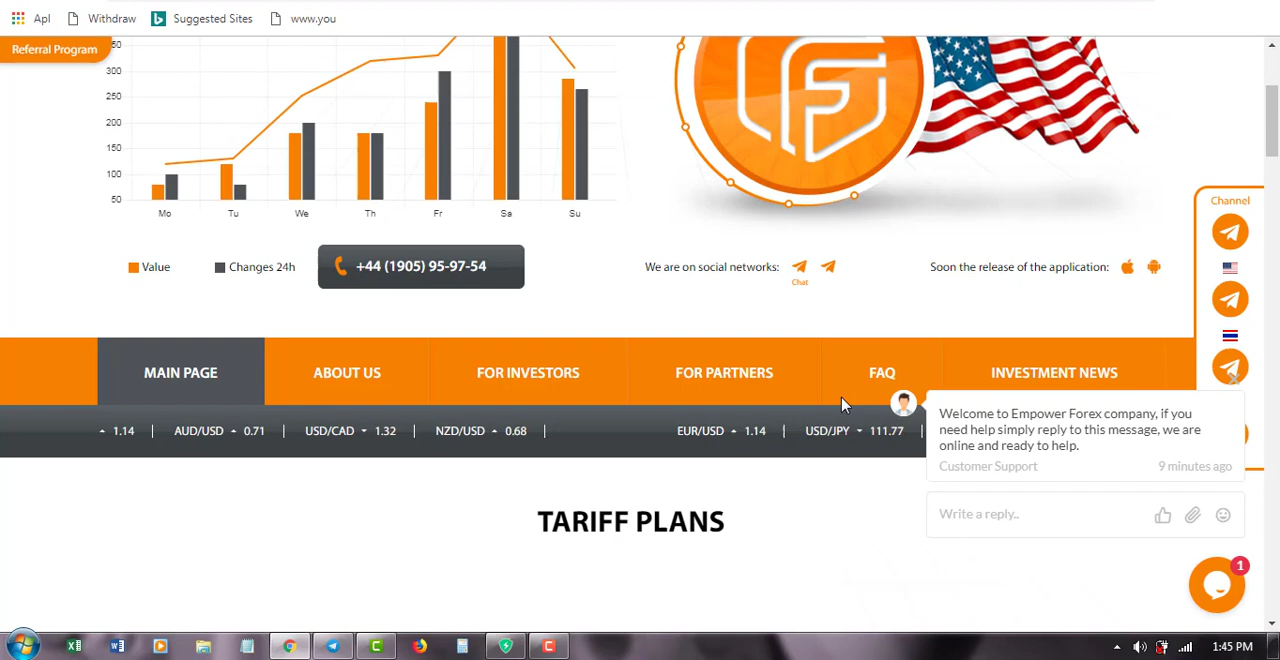 Apl
Withdraw
Suggested Sites
www.you
Referral Program
300
250
200
150
100
50
Mo Tu We Th Fr Sa Su
Value
Changes 24h
+44 (1905) 95-97-54
We are on social networks:
Chat
Soon the release of the application:
Channel
MAIN PAGE
ABOUT US
FOR INVESTORS
FOR PARTNERS
FAQ
INVESTMENT NEWS
1.14 | AUD/USD 0.71 | USD/CAD 1.32 | NZD/USD 0.68 | EUR/USD 1.14 | USD/JPY 111.77 |
Welcome to Empower Forex company, if you
need help simply reply to this message, we are
online and ready to help.
Customer Support
9 minutes ago
Write a reply..
1
TARIFF PLANS
1:45 PM